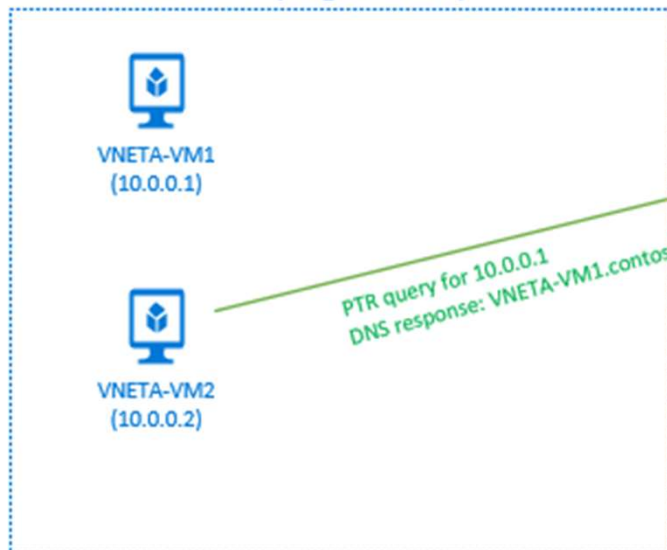 VNETA-VM1
(10.0.0.1)
PTR query for 10.0.0.1
DNS response: VNETA-VM1.contos
VNETA-VM2
(10.0.0.2)